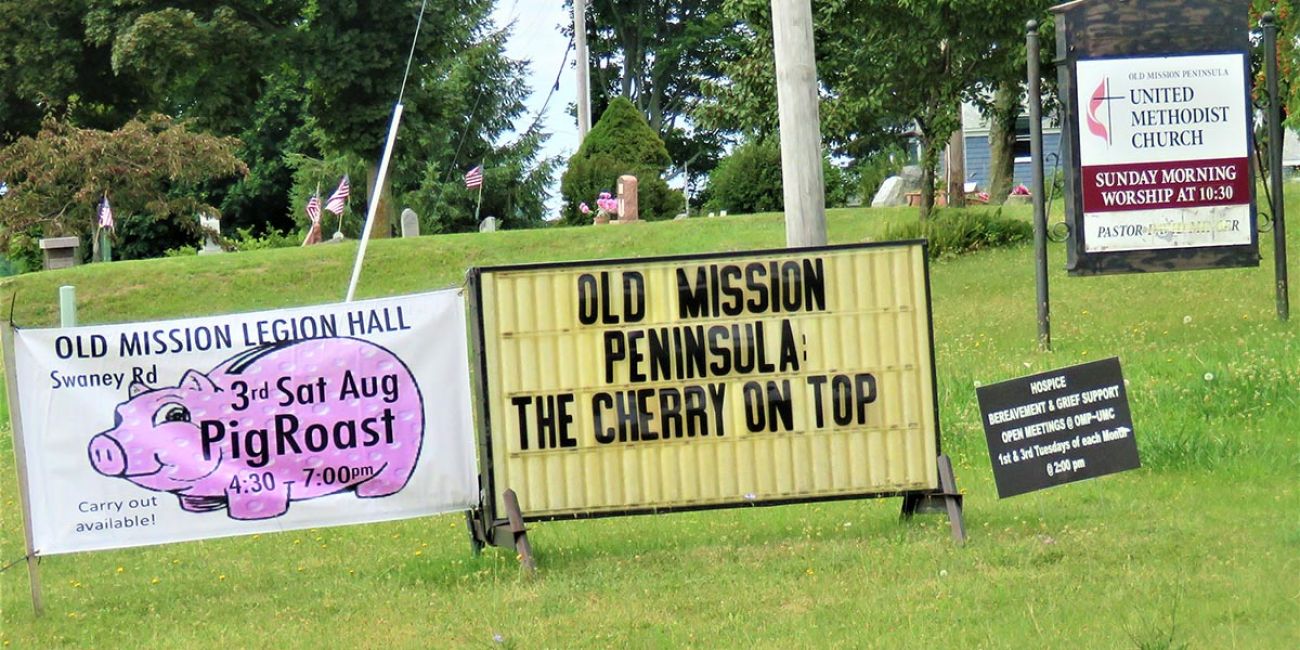 OLD MISSION LEGION HALL
Swaney Rd
3rd Sat Aug
PigRoast
4:30 - 7:00pm
Carry out
available!
OLD MISSION
PENINSULA:
THE CHERRY ON TOP
OLD MISSION PENINSULA
UNITED
METHODIST
CHURCH
SUNDAY MORNING
WORSHIP AT 10:30
PASTOR
HOSPICE
BEREAVEMENT & GRIEF SUPPORT
OPEN MEETINGS @ OMP-UMC
1st & 3rd Tuesdays of each Month
@ 2:00 pm